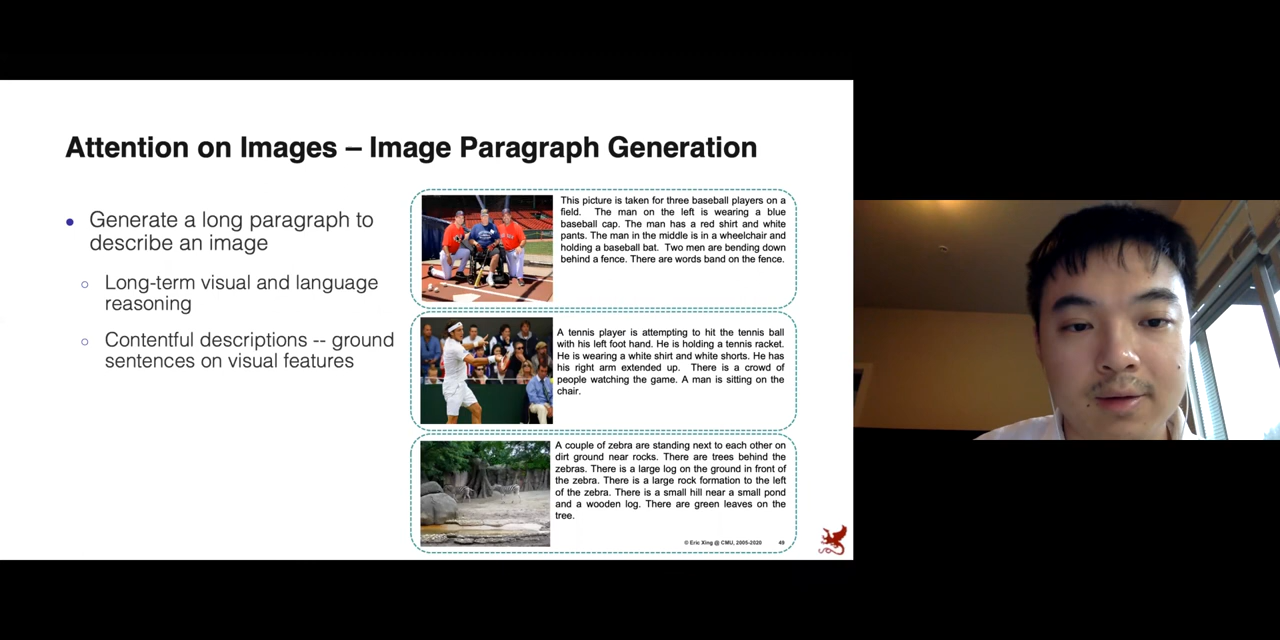 Attention on Images – Image Paragraph Generation
● Generate a long paragraph to
describe an image
○ Long-term visual and language
reasoning
○ Contentful descriptions -- ground
sentences on visual features
This picture is taken for three baseball players on a
field. The man on the left is wearing a blue
baseball cap. The man has a red shirt and white
pants. The man in the middle is in a wheelchair and
holding a baseball bat. Two men are bending down
behind a fence. There are words band on the fence.
A tennis player is attempting to hit the tennis ball
with his left foot hand. He is holding a tennis racket.
He is wearing a white shirt and white shorts. He has
his right arm extended up. There is a crowd of
people watching the game. A man is sitting on the
chair.
A couple of zebra are standing next to each other on
dirt ground near rocks. There are trees behind the
zebras. There is a large log on the ground in front of
the zebra. There is a large rock formation to the left
of the zebra. There is a small hill near a small pond
and a wooden log. There are green leaves on the
tree.
© Eric Xing @ CMU, 2005-2020 49